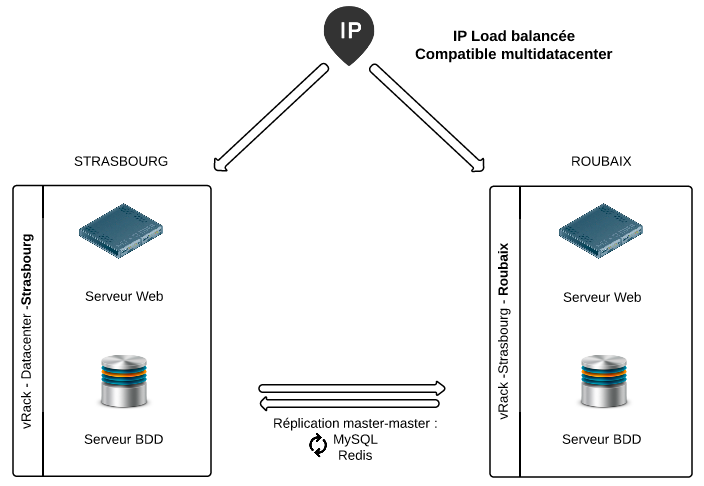 IP
IP Load balancée
Compatible multidatacenter
STRASBOURG
ROUBAIX
vRack - Datacenter -Strasbourg
Serveur Web
Serveur BDD
vRack -Strasbourg - Roubaix
Serveur Web
Serveur BDD
Réplication master-master :
MySQL
Redis